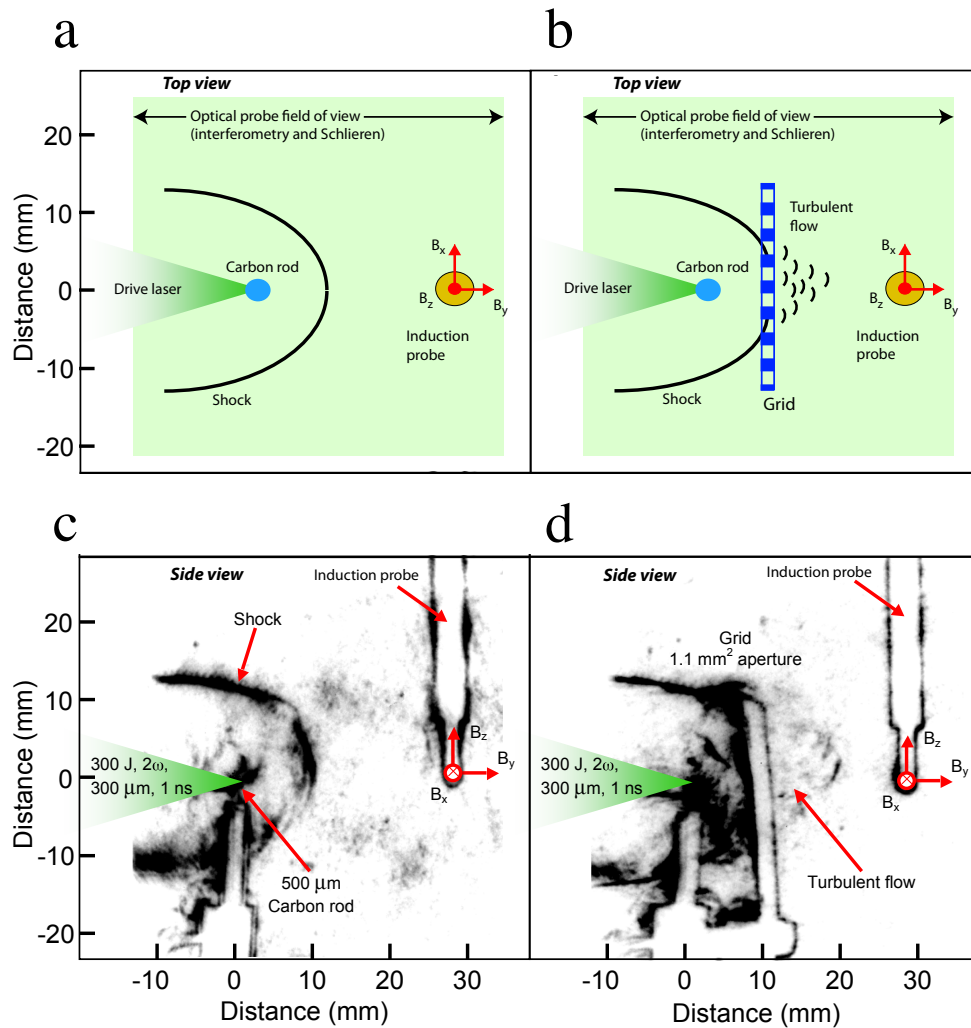 a
Top view
Optical probe field of view
(interferometry and Schlieren)
Carbon rod
Drive laser
Shock
Bx
Bz
By
Induction
probe
20
10
0
-10
-20
Distance (mm)
b
Top view
Optical probe field of view
(interferometry and Schlieren)
Turbulent
flow
Carbon rod
Drive laser
Shock
Grid
Bx
Bz
By
Induction
probe
c
Side view
Induction probe
Shock
300 J, 2ω,
300 μm, 1 ns
500 μm
Carbon rod
Bz
By
Bx
20
10
0
-10
-20
Distance (mm)
-10 0 10 20 30
Distance (mm)
d
Side view
Induction probe
Grid
1.1 mm² aperture
300 J, 2ω,
300 μm, 1 ns
Bz
By
Bx
Turbulent flow
-10 0 10 20 30
Distance (mm)